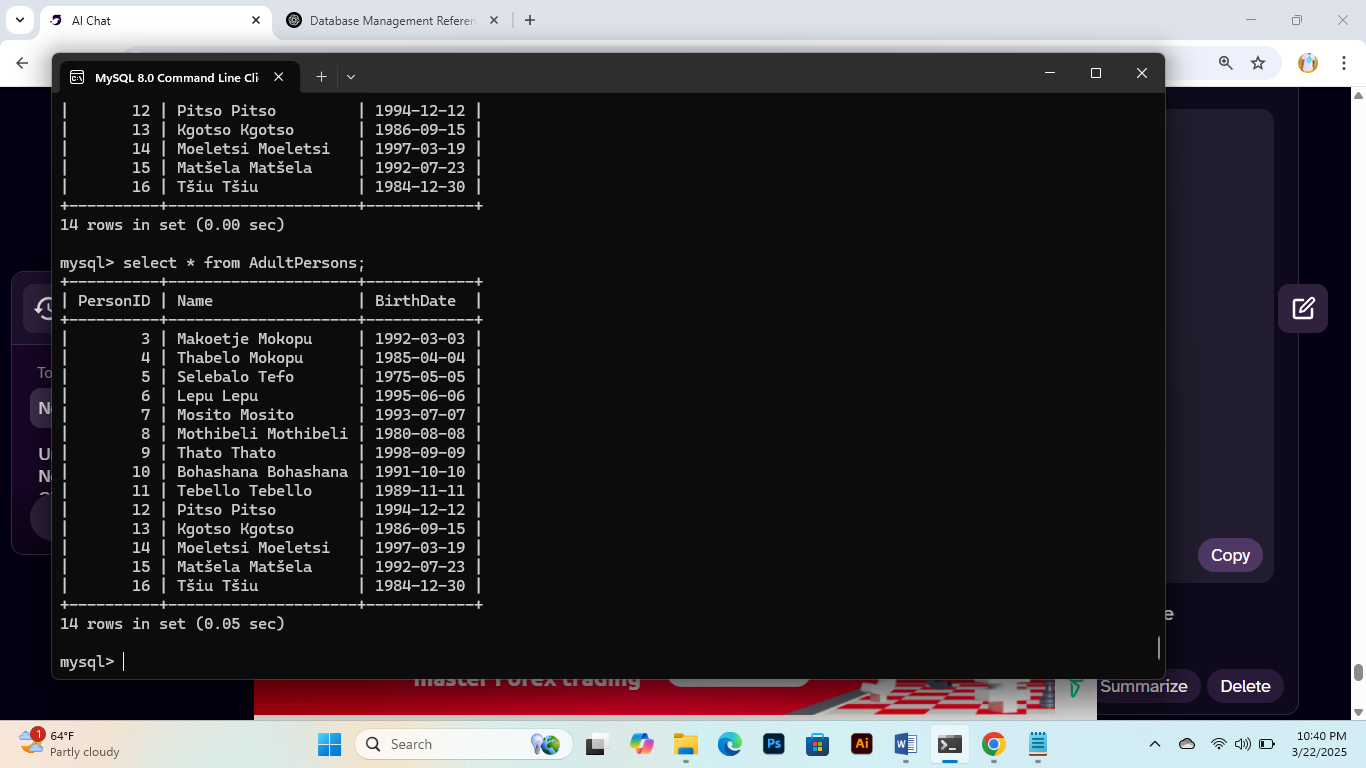 AI Chat
Database Management Referen
MySQL 8.0 Command Line Cli
| 12 | Pitso Pitso | 1994-12-12 |
| 13 | Kgotso Kgotso | 1986-09-15 |
| 14 | Moeletsi Moeletsi | 1997-03-19 |
| 15 | Matšela Matšela | 1992-07-23 |
| 16 | Tšiu Tšiu | 1984-12-30 |
+----------+---------------------+------------+
14 rows in set (0.00 sec)
mysql> select * from AdultPersons;
+----------+---------------------+------------+
| PersonID | Name | BirthDate |
+----------+---------------------+------------+
| 3 | Makoetje Mokopu | 1992-03-03 |
| 4 | Thabelo Mokopu | 1985-04-04 |
| 5 | Selebalo Tefo | 1975-05-05 |
| 6 | Lepu Lepu | 1995-06-06 |
| 7 | Mosito Mosito | 1993-07-07 |
| 8 | Mothibeli Mothibeli | 1980-08-08 |
| 9 | Thato Thato | 1998-09-09 |
| 10 | Bohashana Bohashana | 1991-10-10 |
| 11 | Tebello Tebello | 1989-11-11 |
| 12 | Pitso Pitso | 1994-12-12 |
| 13 | Kgotso Kgotso | 1986-09-15 |
| 14 | Moeletsi Moeletsi | 1997-03-19 |
| 15 | Matšela Matšela | 1992-07-23 |
| 16 | Tšiu Tšiu | 1984-12-30 |
+----------+---------------------+------------+
14 rows in set (0.05 sec)
mysql>
To
Copy
e
master Forex trading
Summarize
Delete
1
64°F
Partly cloudy
Search
Ps
Ai
10:40 PM
3/22/2025